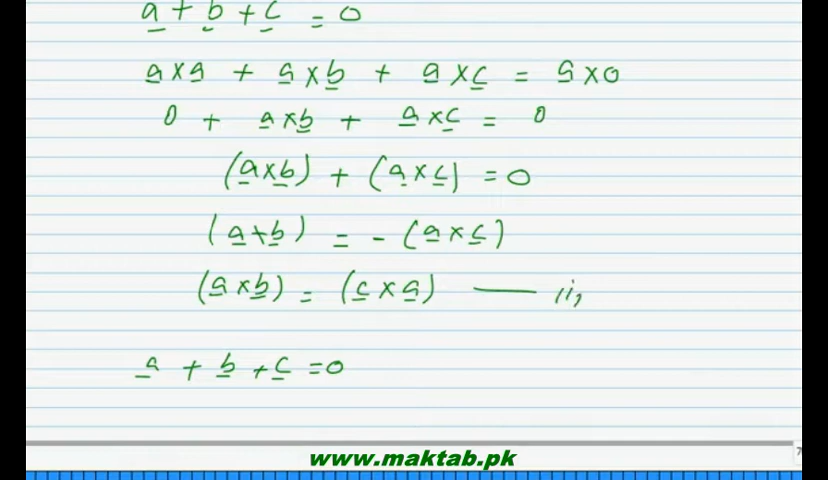 a + b + c = 0
a × a + a × b + a × c = a × 0
0 + a × b + a × c = 0
(a × b) + (a × c) = 0
(a + b) = - (a × c)
(a × b) = (c × a) —— ii,
a + b + c = 0
www.maktab.pk